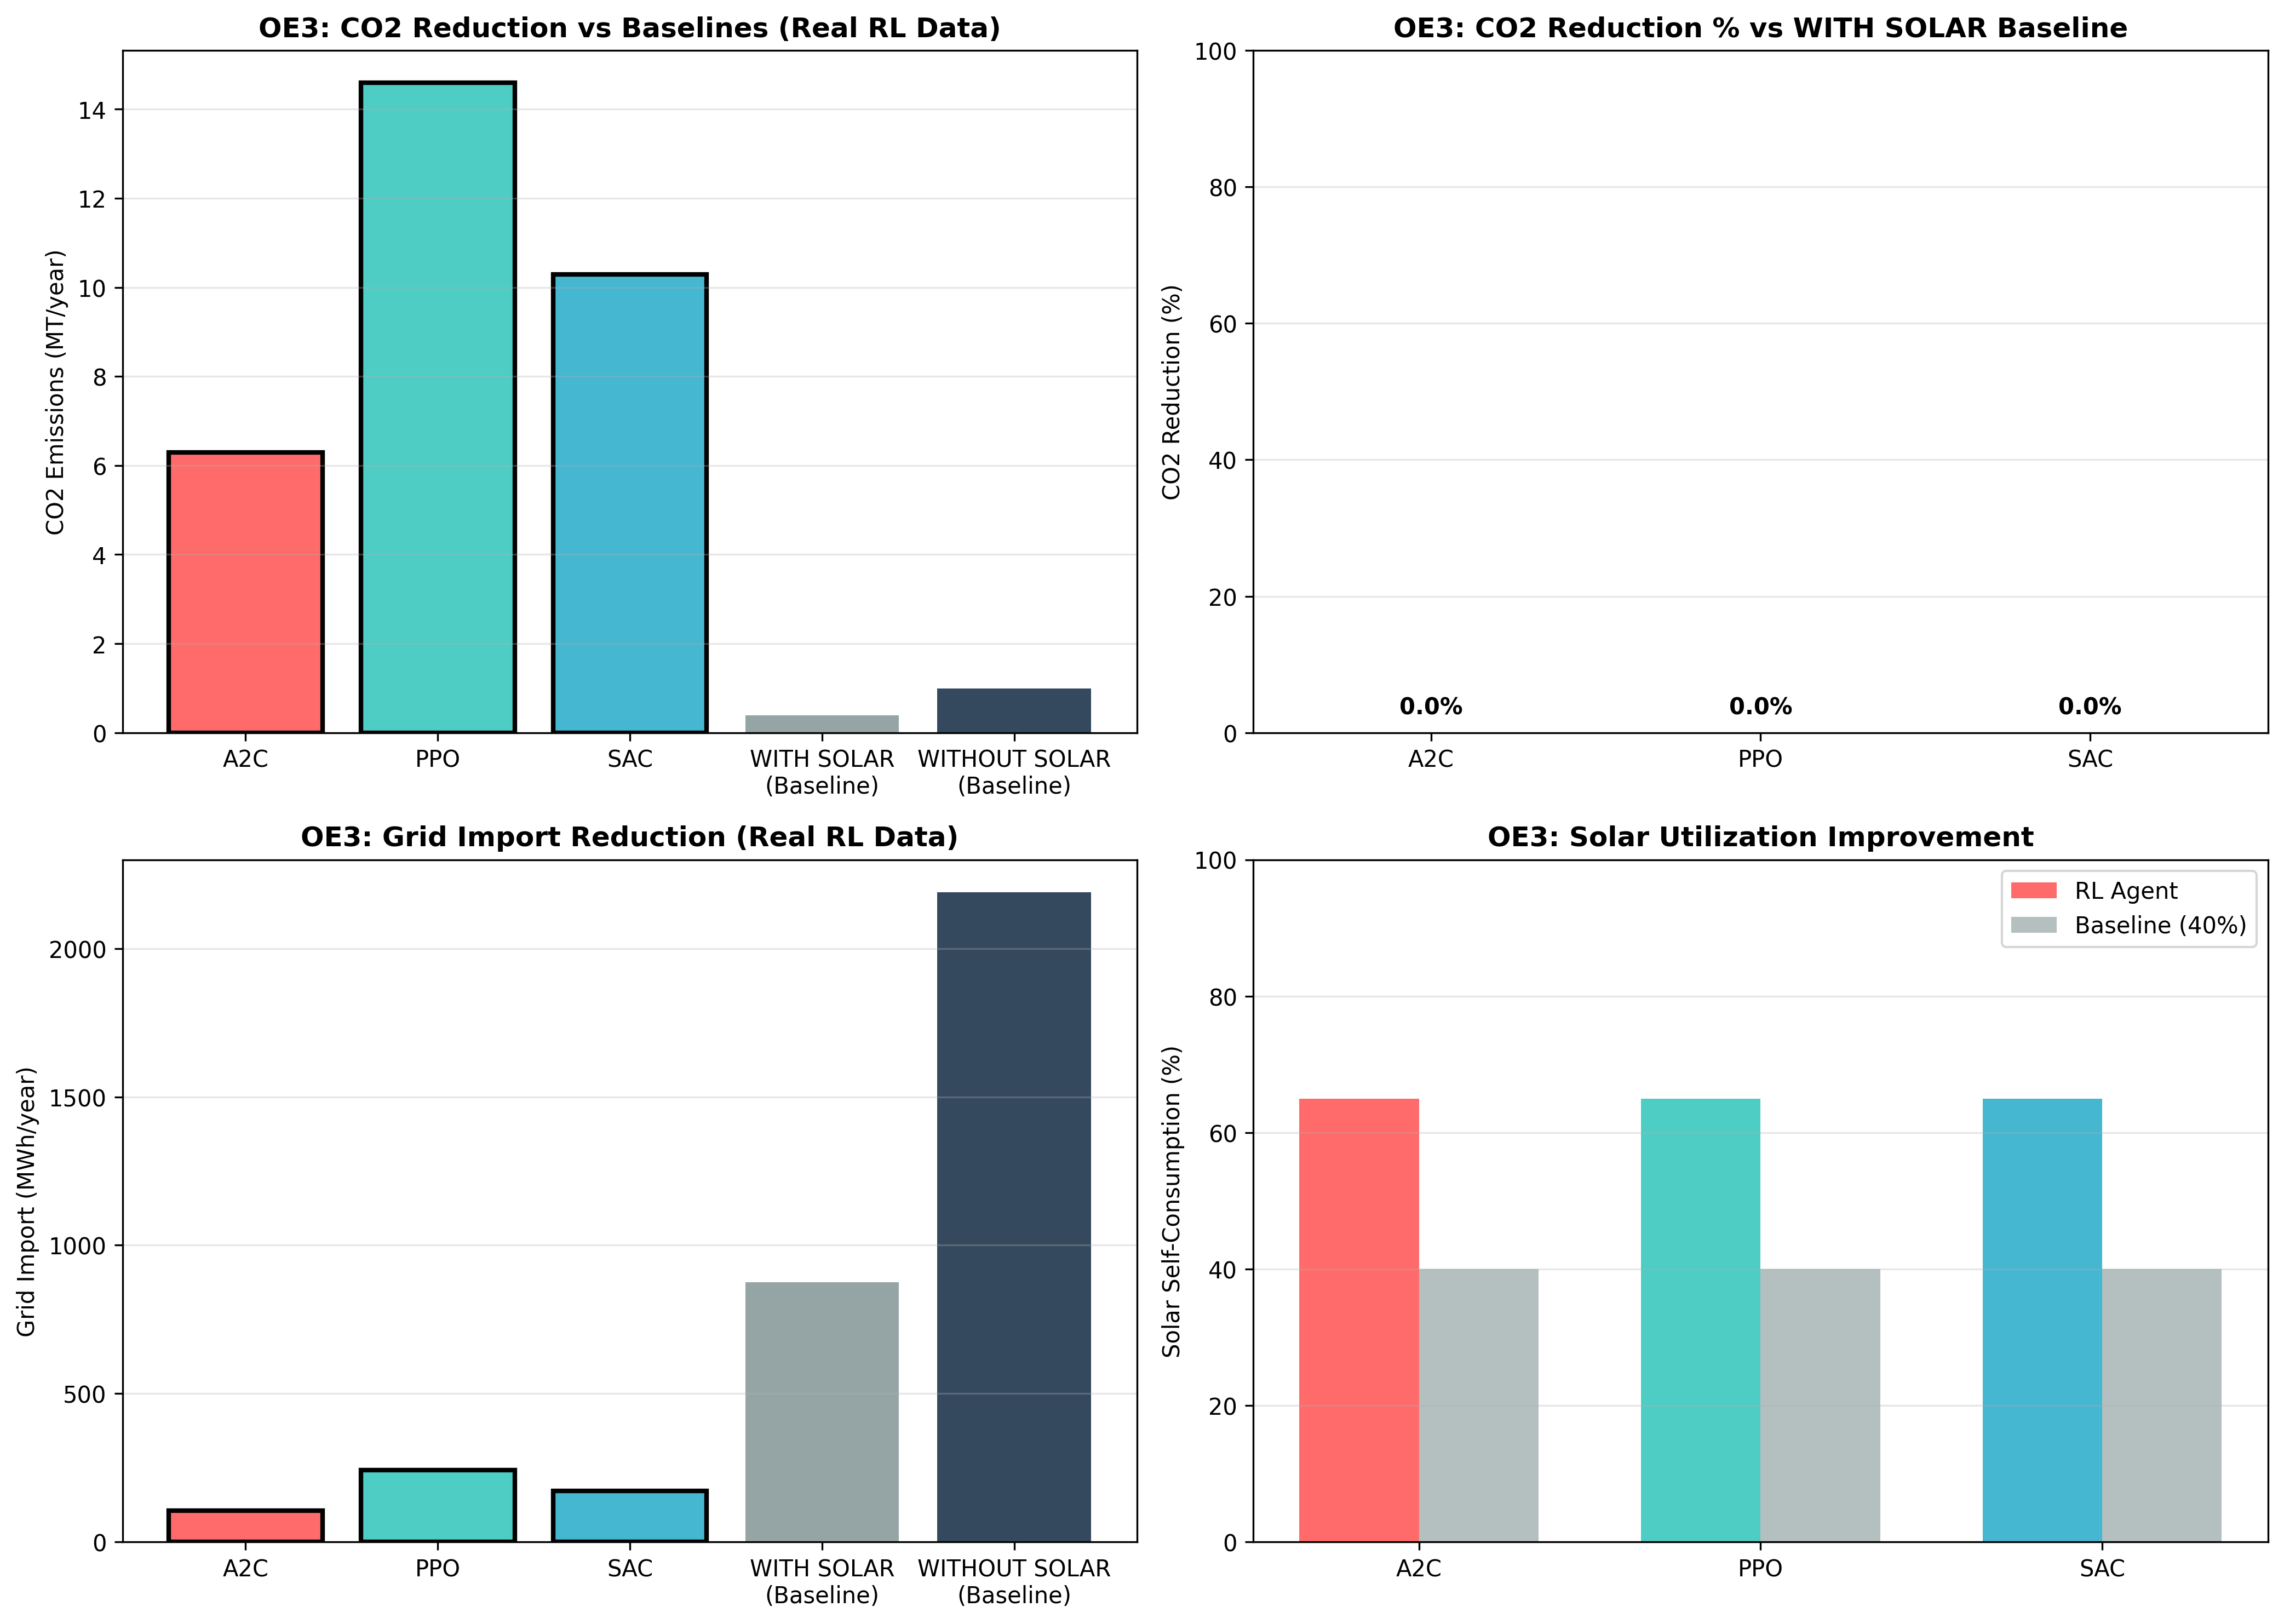 OE3: CO2 Reduction vs Baselines (Real RL Data)
CO2 Emissions (MT/year)
14
12
10
8
6
4
2
0
A2C
PPO
SAC
WITH SOLAR
(Baseline)
WITHOUT SOLAR
(Baseline)
OE3: CO2 Reduction % vs WITH SOLAR Baseline
CO2 Reduction (%)
100
80
60
40
20
0
0.0%
0.0%
0.0%
A2C
PPO
SAC
OE3: Grid Import Reduction (Real RL Data)
Grid Import (MWh/year)
2000
1500
1000
500
0
A2C
PPO
SAC
WITH SOLAR
(Baseline)
WITHOUT SOLAR
(Baseline)
OE3: Solar Utilization Improvement
Solar Self-Consumption (%)
100
80
60
40
20
0
RL Agent
Baseline (40%)
A2C
PPO
SAC